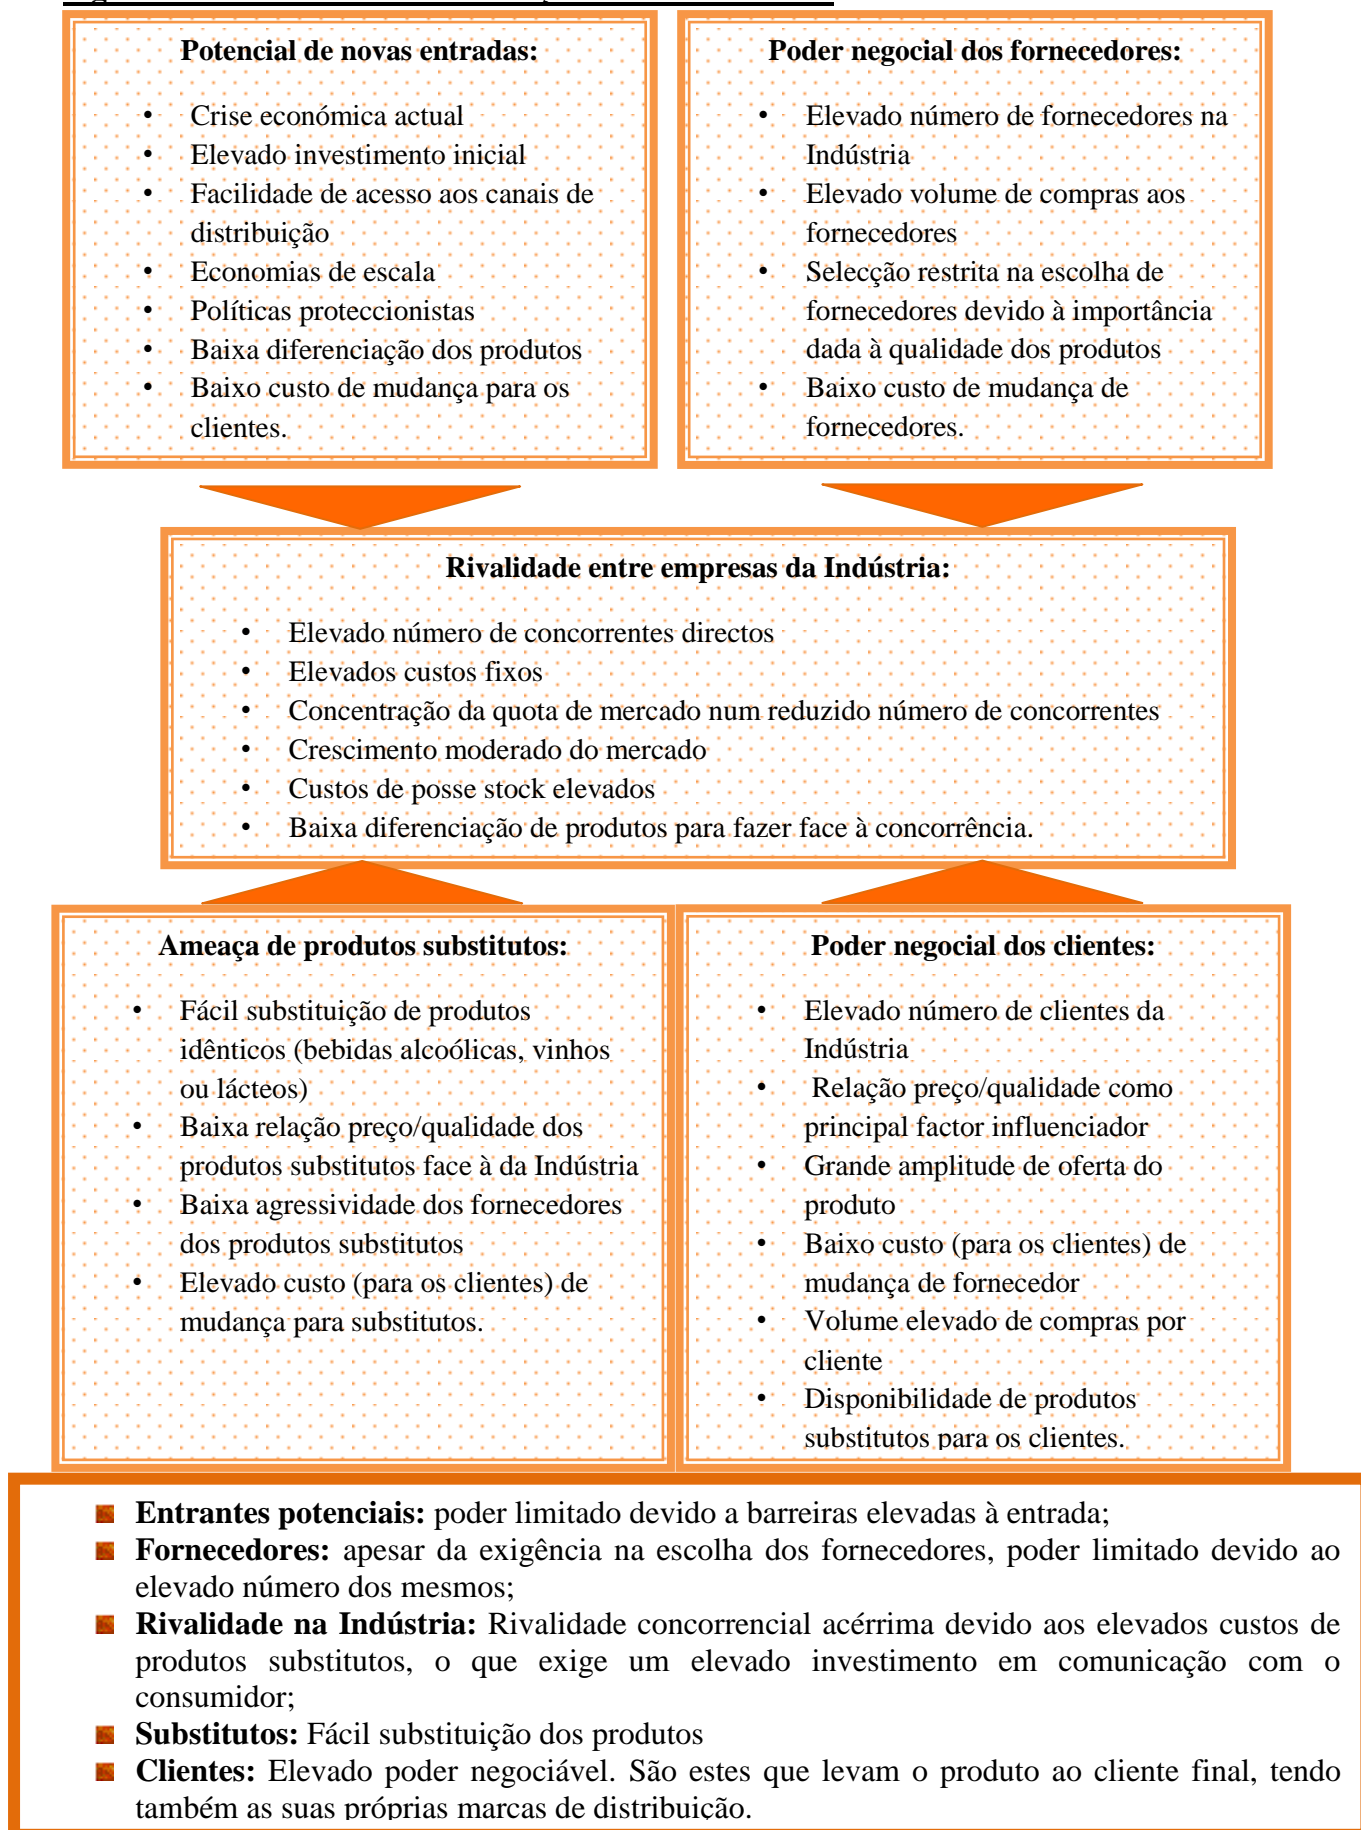 Potencial de novas entradas:
• Crise económica actual
• Elevado investimento inicial
• Facilidade de acesso aos canais de
distribuição
• Economias de escala
• Políticas proteccionistas
• Baixa diferenciação dos produtos
• Baixo custo de mudança para os
clientes.
Poder negocial dos fornecedores:
• Elevado número de fornecedores na
Indústria
• Elevado volume de compras aos
fornecedores
• Selecção restrita na escolha de
fornecedores devido à importância
dada à qualidade dos produtos
• Baixo custo de mudança de
fornecedores.
Rivalidade entre empresas da Indústria:
• Elevado número de concorrentes directos
• Elevados custos fixos
• Concentração da quota de mercado num reduzido número de concorrentes
• Crescimento moderado do mercado
• Custos de posse stock elevados
• Baixa diferenciação de produtos para fazer face à concorrência.
Ameaça de produtos substitutos:
• Fácil substituição de produtos
idênticos (bebidas alcoólicas, vinhos
ou lácteos)
• Baixa relação preço/qualidade dos
produtos substitutos face à da Indústria
• Baixa agressividade dos fornecedores
dos produtos substitutos
• Elevado custo (para os clientes) de
mudança para substitutos.
Poder negocial dos clientes:
• Elevado número de clientes da
Indústria
• Relação preço/qualidade como
principal factor influenciador
• Grande amplitude de oferta do
produto
• Baixo custo (para os clientes) de
mudança de fornecedor
• Volume elevado de compras por
cliente
• Disponibilidade de produtos
substitutos para os clientes.
Entrantes potenciais: poder limitado devido a barreiras elevadas à entrada;
Fornecedores: apesar da exigência na escolha dos fornecedores, poder limitado devido ao
elevado número dos mesmos;
Rivalidade na Indústria: Rivalidade concorrencial acérrima devido aos elevados custos de
produtos substitutos, o que exige um elevado investimento em comunicação com o
consumidor;
Substitutos: Fácil substituição dos produtos
Clientes: Elevado poder negociável. São estes que levam o produto ao cliente final, tendo
também as suas próprias marcas de distribuição.